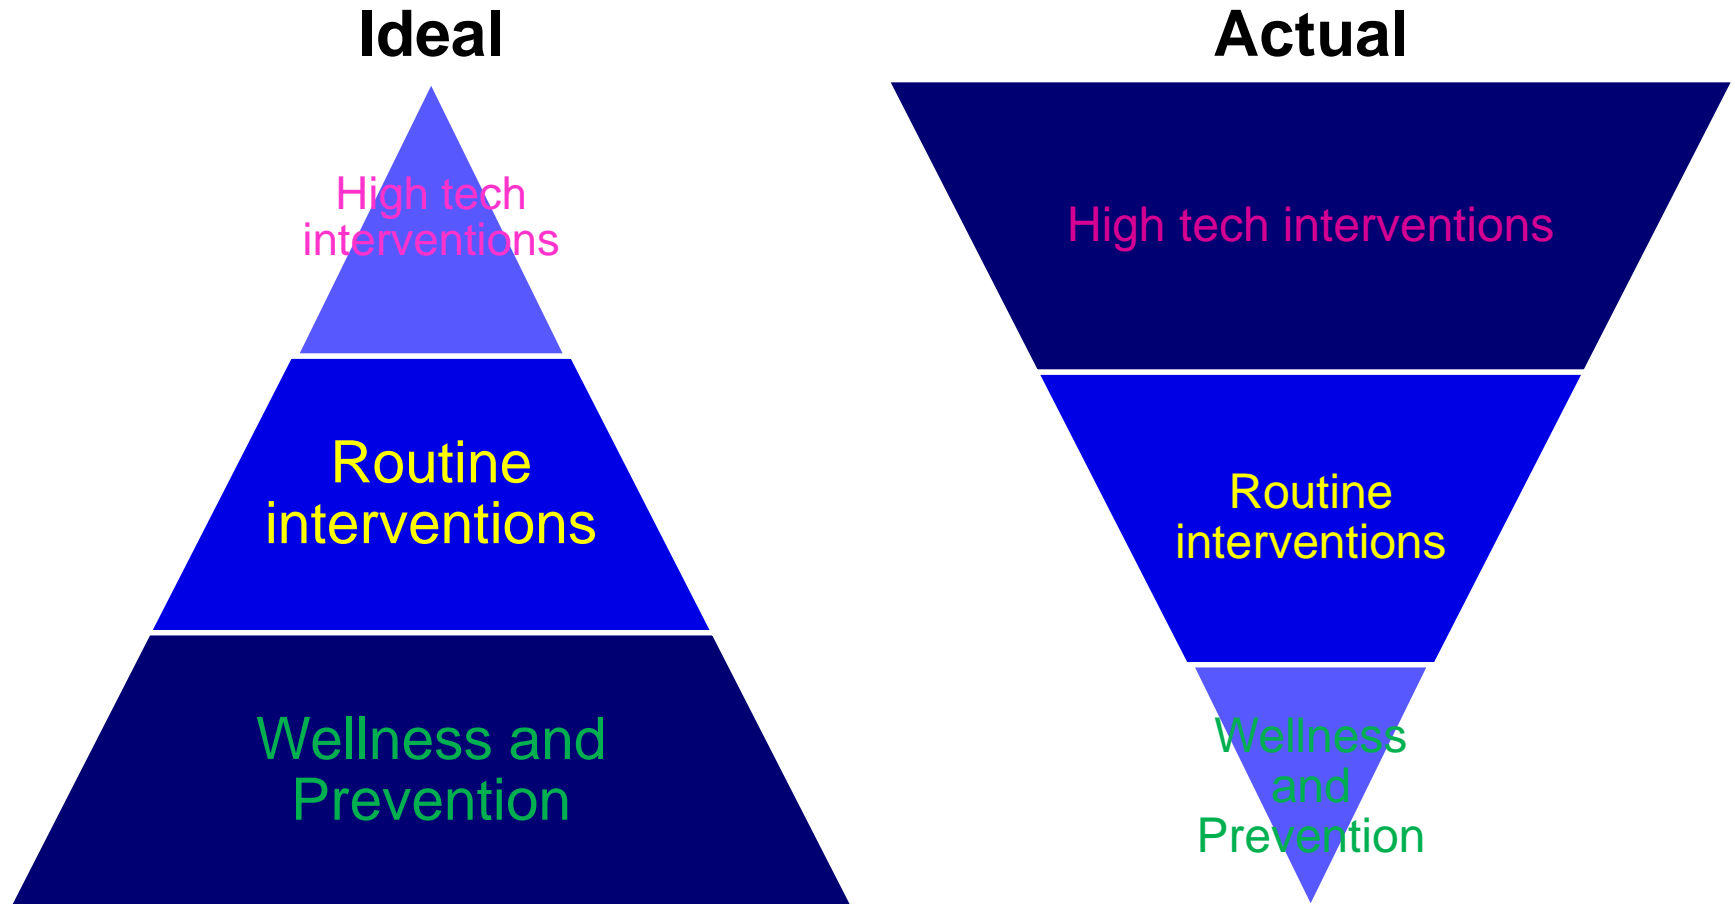 Ideal
High tech
interventions
Routine
interventions
Wellness and
Prevention
Actual
High tech interventions
Routine
interventions
Wellness
and
Prevention